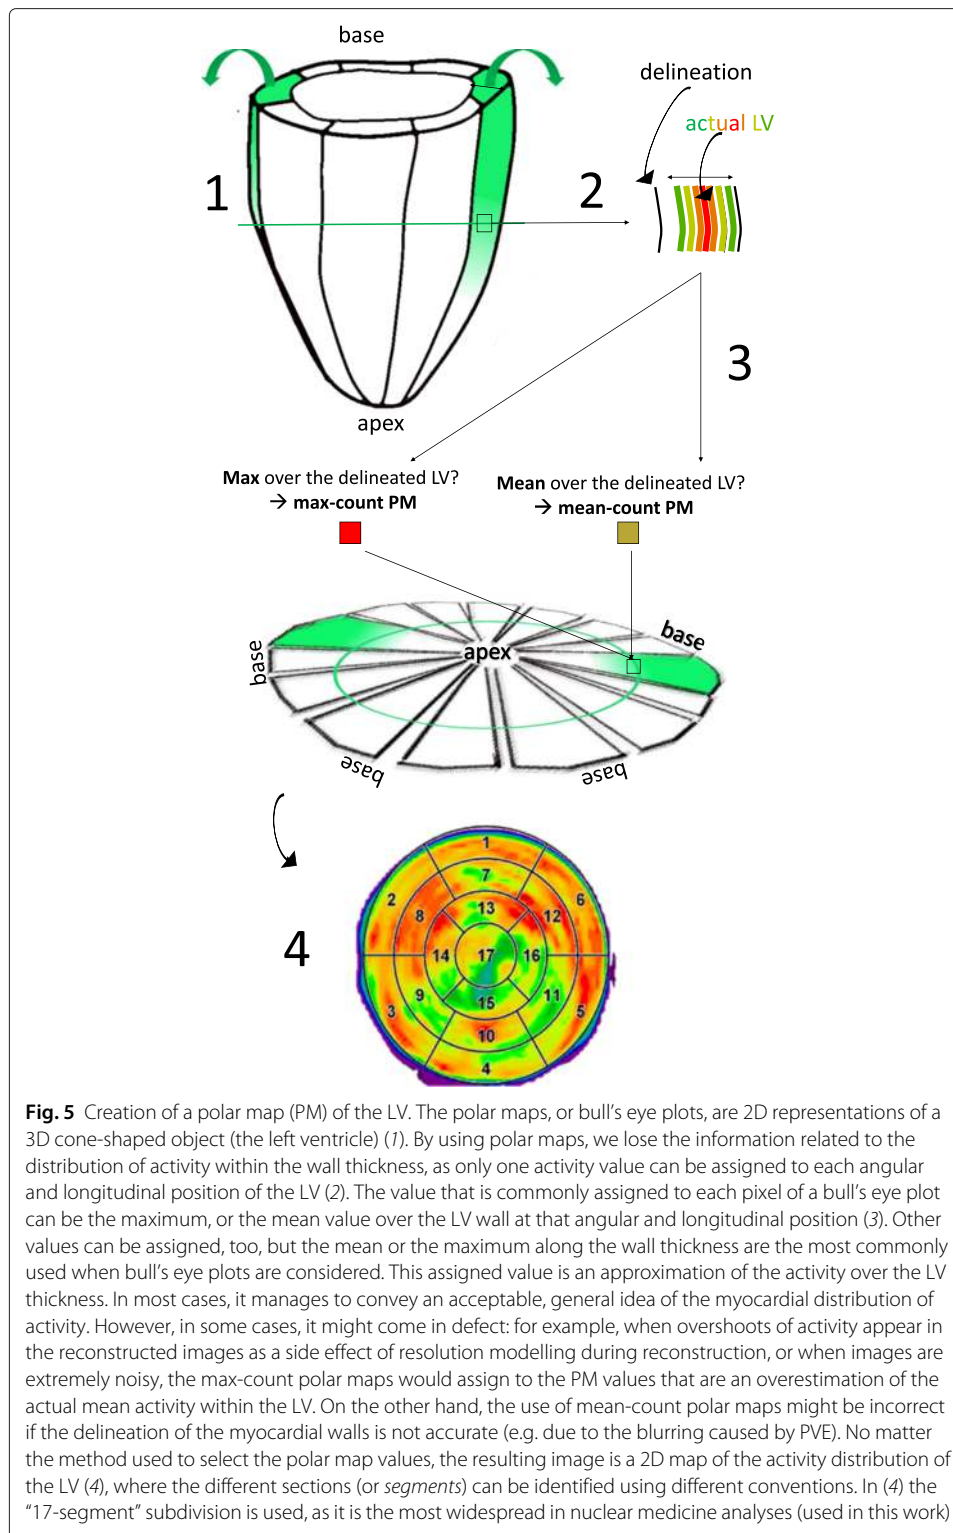 base
delineation
actual LV
1
2
3
apex
Max over the delineated LV?
→ max-count PM
Mean over the delineated LV?
→ mean-count PM
base
base
apex
base
base
4
1
2
7
6
8
13
12
14
17
16
9
15
11
3
10
5
4
Fig. 5 Creation of a polar map (PM) of the LV. The polar maps, or bull’s eye plots, are 2D representations of a
3D cone-shaped object (the left ventricle) (1). By using polar maps, we lose the information related to the
distribution of activity within the wall thickness, as only one activity value can be assigned to each angular
and longitudinal position of the LV (2). The value that is commonly assigned to each pixel of a bull’s eye plot
can be the maximum, or the mean value over the LV wall at that angular and longitudinal position (3). Other
values can be assigned, too, but the mean or the maximum along the wall thickness are the most commonly
used when bull’s eye plots are considered. This assigned value is an approximation of the activity over the LV
thickness. In most cases, it manages to convey an acceptable, general idea of the myocardial distribution of
activity. However, in some cases, it might come in defect: for example, when overshoots of activity appear in
the reconstructed images as a side effect of resolution modelling during reconstruction, or when images are
extremely noisy, the max-count polar maps would assign to the PM values that are an overestimation of the
actual mean activity within the LV. On the other hand, the use of mean-count polar maps might be incorrect
if the delineation of the myocardial walls is not accurate (e.g. due to the blurring caused by PVE). No matter
the method used to select the polar map values, the resulting image is a 2D map of the activity distribution of
the LV (4), where the different sections (or segments) can be identified using different conventions. In (4) the
“17-segment” subdivision is used, as it is the most widespread in nuclear medicine analyses (used in this work)